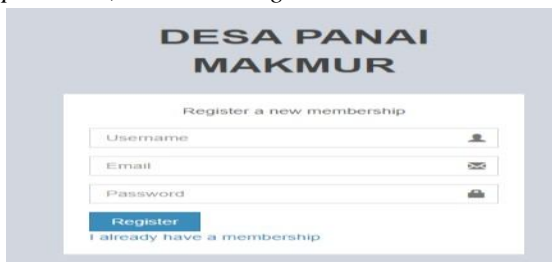 DESA PANAI
MAKMUR
Register a new membership
Username
Email
Password
Register
I already have a membership